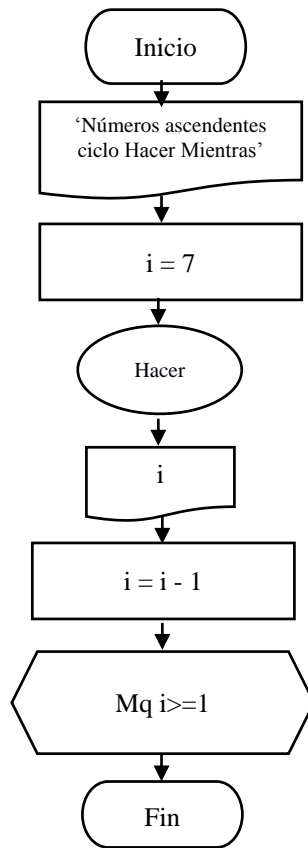 Inicio
‘Números ascendentes
ciclo Hacer Mientras’
i = 7
Hacer
i
i = i - 1
Mq i>=1
Fin